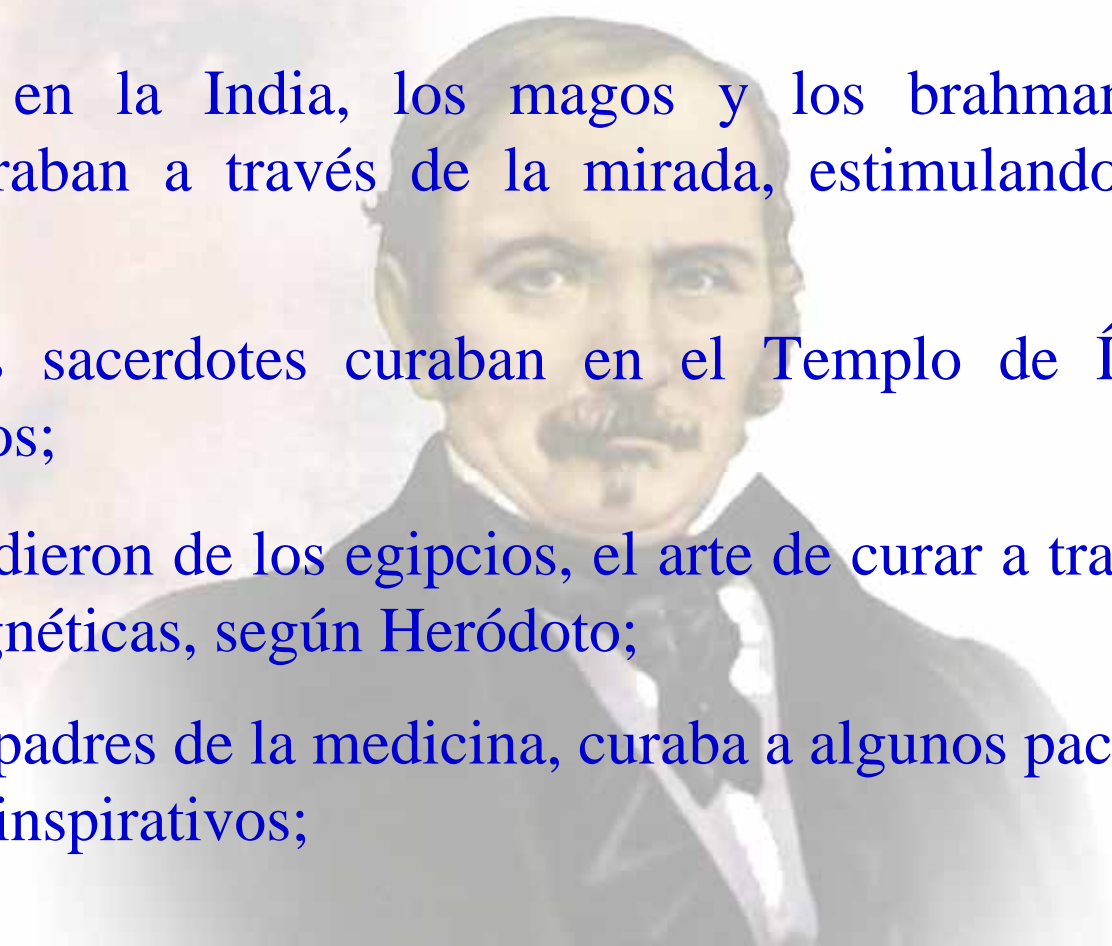 en la India, los magos y los brahman
raban a través de la mirada, estimulando
s sacerdotes curaban en el Templo de Í
os;
dieron de los egipcios, el arte de curar a tra
gnéticas, según Heródoto;
padres de la medicina, curaba a algunos pac
inspirativos;